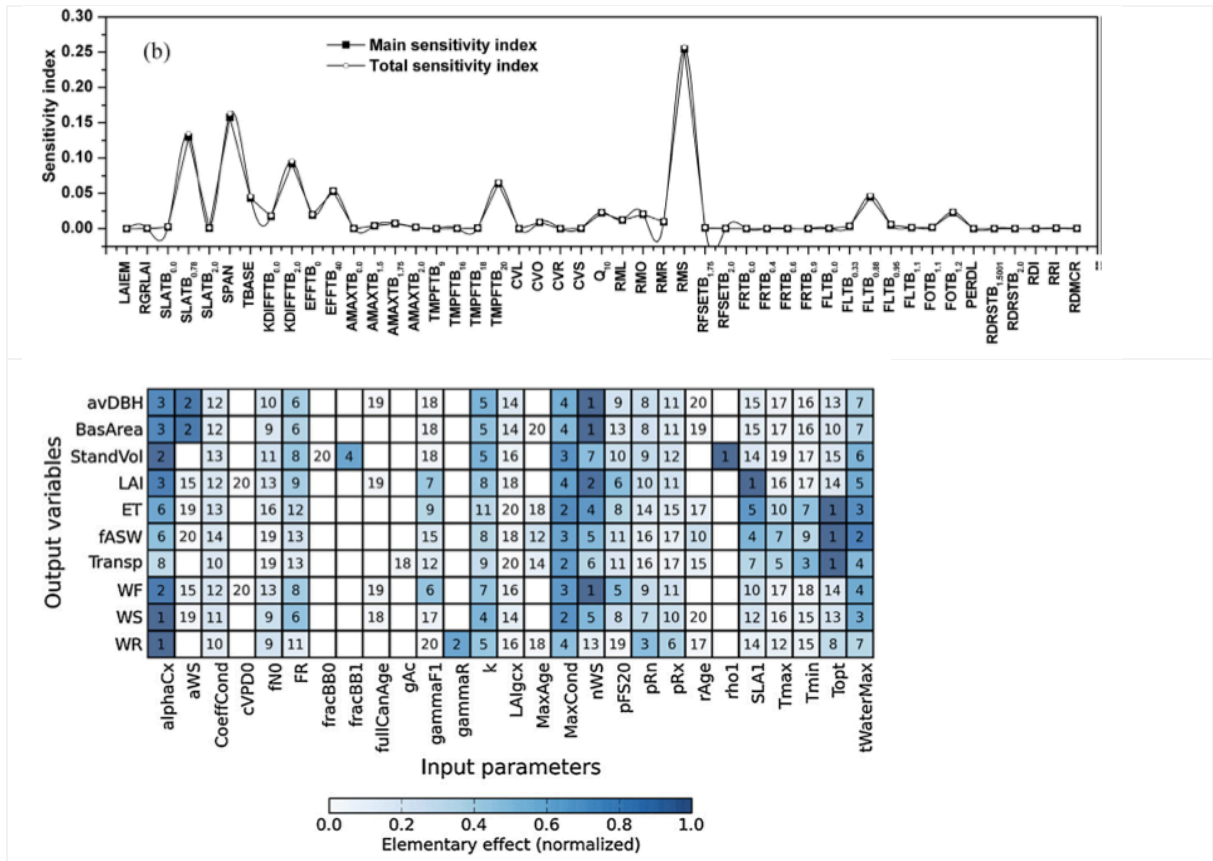 (b)
Main sensitivity index
Total sensitivity index
Sensitivity index
0.30
0.25
0.20
0.15
0.10
0.05
0.00
LAIEM
RGRLAI
SLATB0.0
SLATB0.78
SLATB2.0
SPAN
TBASE
KDIFFTB0.0
KDIFFTB2.0
EFFTB0
EFFTB40
AMAXTB0.0
AMAXTB1.5
AMAXTB1.75
AMAXTB2.0
TMPFTB9
TMPFTB16
TMPFTB18
TMPFTB20
CVL
CVO
CVR
CVS
Q10
RML
RMO
RMR
RMS
RFSETB1.75
RFSETB2.0
FRTB0.0
FRTB0.4
FRTB0.6
FRTB0.9
FLTB0.0
FLTB0.33
FLTB0.88
FLTB0.95
FLTB1.1
FOTB1.1
FOTB1.2
PERDL
RDRSTB1.5001
RDRSTB2.0
RDI
RRI
RDMCR
Output variables
avDBH 3 2 12 10 6 19 18 5 14 4 1 9 8 11 20 15 17 16 13 7
BasArea 3 2 12 9 6 18 5 14 20 4 1 13 8 11 19 15 17 16 10 7
StandVol 2 13 11 8 20 4 18 5 16 3 7 10 9 12 1 14 19 17 15 6
LAI 3 15 12 20 13 9 19 7 8 18 4 2 6 10 11 1 16 17 14 5
ET 6 19 13 16 12 9 11 20 18 2 4 8 14 15 17 5 10 7 1 3
fASW 6 20 14 19 13 15 8 18 12 3 5 11 16 17 10 4 7 9 1 2
Transp 8 10 19 13 18 12 9 20 14 2 6 11 16 17 15 7 5 3 1 4
WF 2 15 12 20 13 8 19 6 7 16 3 1 5 9 11 10 17 18 14 4
WS 1 19 11 9 6 18 17 4 14 2 5 8 7 10 20 12 16 15 13 3
WR 1 10 9 11 20 2 5 16 18 4 13 19 3 6 17 14 12 15 8 7
alphaCx
aWS
CoeffCond
cVPD0
fN0
FR
fracBB0
fracBB1
fullCanAge
gAc
gammaF1
gammaR
k
LAIgcx
MaxAge
MaxCond
nWS
pFS20
pRn
pRx
rAge
rho1
SLA1
Tmax
Tmin
Topt
tWaterMax
Input parameters
0.0 0.2 0.4 0.6 0.8 1.0
Elementary effect (normalized)